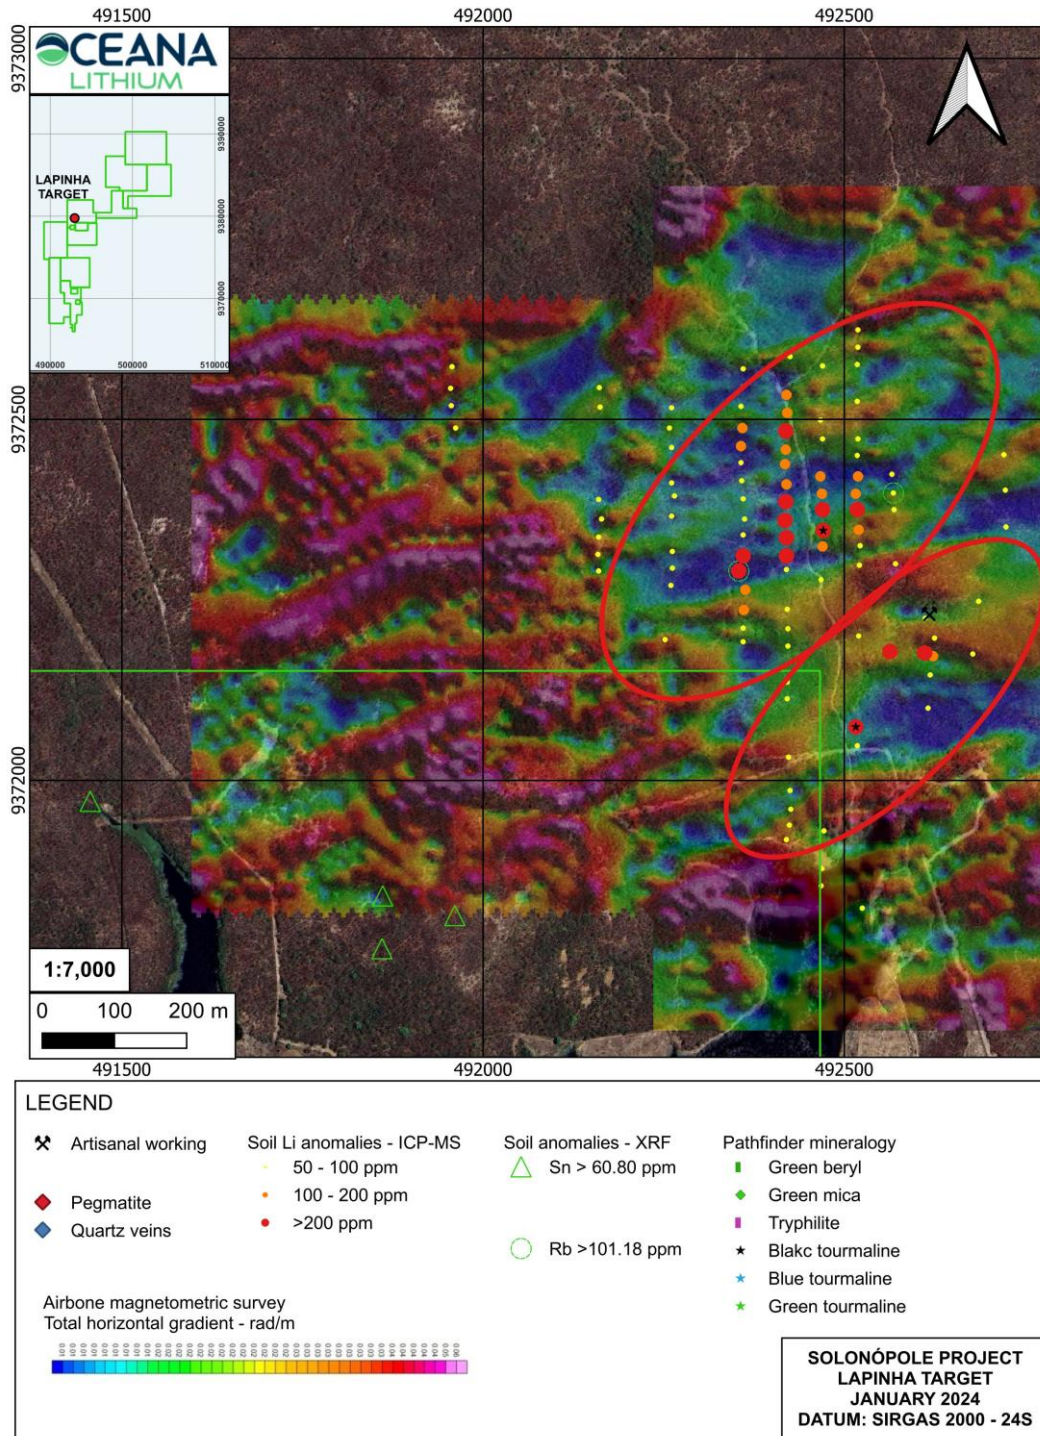 491500 492000 492500
9373000
9372500
9372000
OCEANA
LITHIUM
LAPINHA
TARGET
9390000
9380000
9370000
490000 500000 510000
1:7,000
0 100 200 m
491500 492000 492500
LEGEND
Artisanal working
Pegmatite
Quartz veins
Soil Li anomalies - ICP-MS
50 - 100 ppm
100 - 200 ppm
>200 ppm
Soil anomalies - XRF
Sn > 60.80 ppm
Rb >101.18 ppm
Pathfinder mineralogy
Green beryl
Green mica
Tryphilite
Blakc tourmaline
Blue tourmaline
Green tourmaline
Airbone magnetometric survey
Total horizontal gradient - rad/m
SOLONÓPOLE PROJECT
LAPINHA TARGET
JANUARY 2024
DATUM: SIRGAS 2000 - 24S